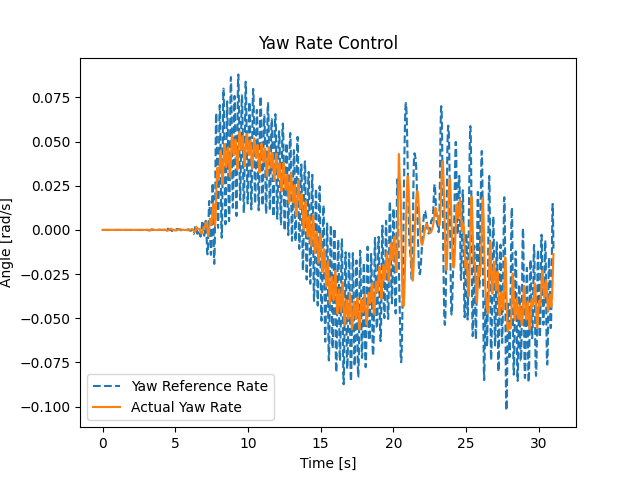 Yaw Rate Control
0.075
0.050
0.025
0.000
−0.025
−0.050
−0.075
−0.100
Angle [rad/s]
Yaw Reference Rate
Actual Yaw Rate
0 5 10 15 20 25 30
Time [s]